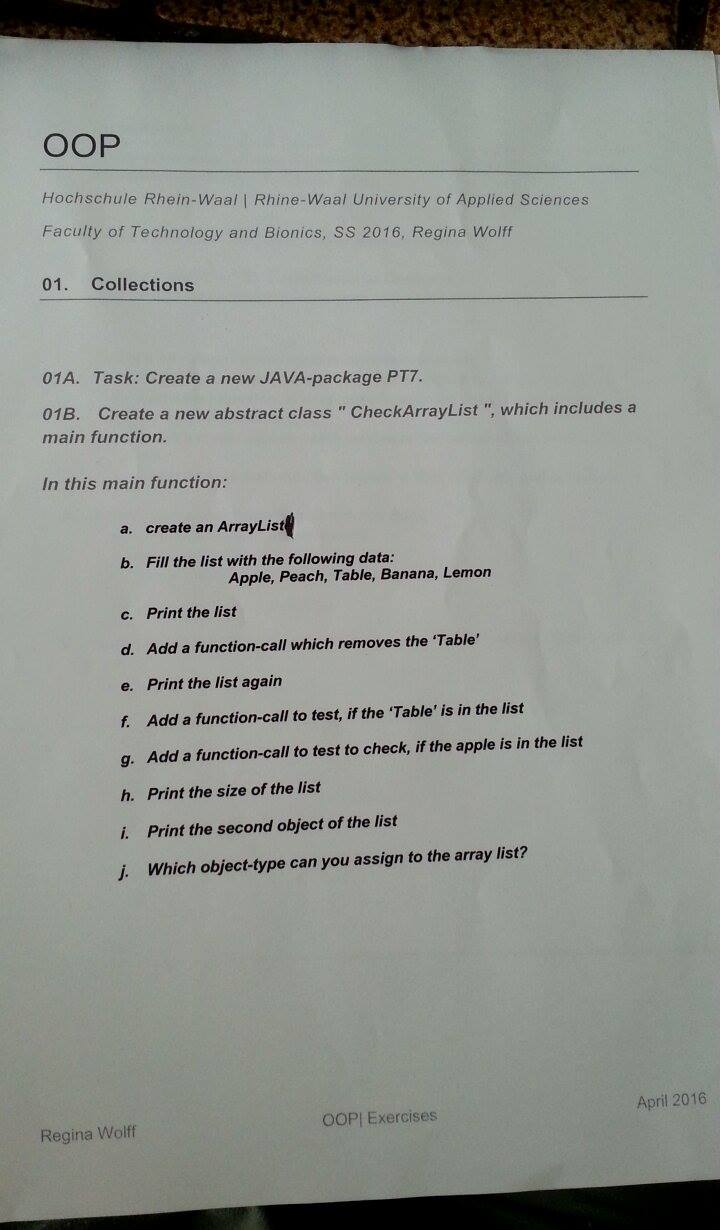 OOP
Hochschule Rhein-Waal | Rhine-Waal University of Applied Sciences
Faculty of Technology and Bionics, SS 2016, Regina Wolff
01. Collections
01A. Task: Create a new JAVA-package PT7.
01B. Create a new abstract class " CheckArrayList ", which includes a
main function.
In this main function:
a. create an ArrayList
b. Fill the list with the following data:
Apple, Peach, Table, Banana, Lemon
c. Print the list
d. Add a function-call which removes the ‘Table’
e. Print the list again
f. Add a function-call to test, if the ‘Table’ is in the list
g. Add a function-call to test to check, if the apple is in the list
h. Print the size of the list
i. Print the second object of the list
j. Which object-type can you assign to the array list?
Regina Wolff
OOP| Exercises
April 2016